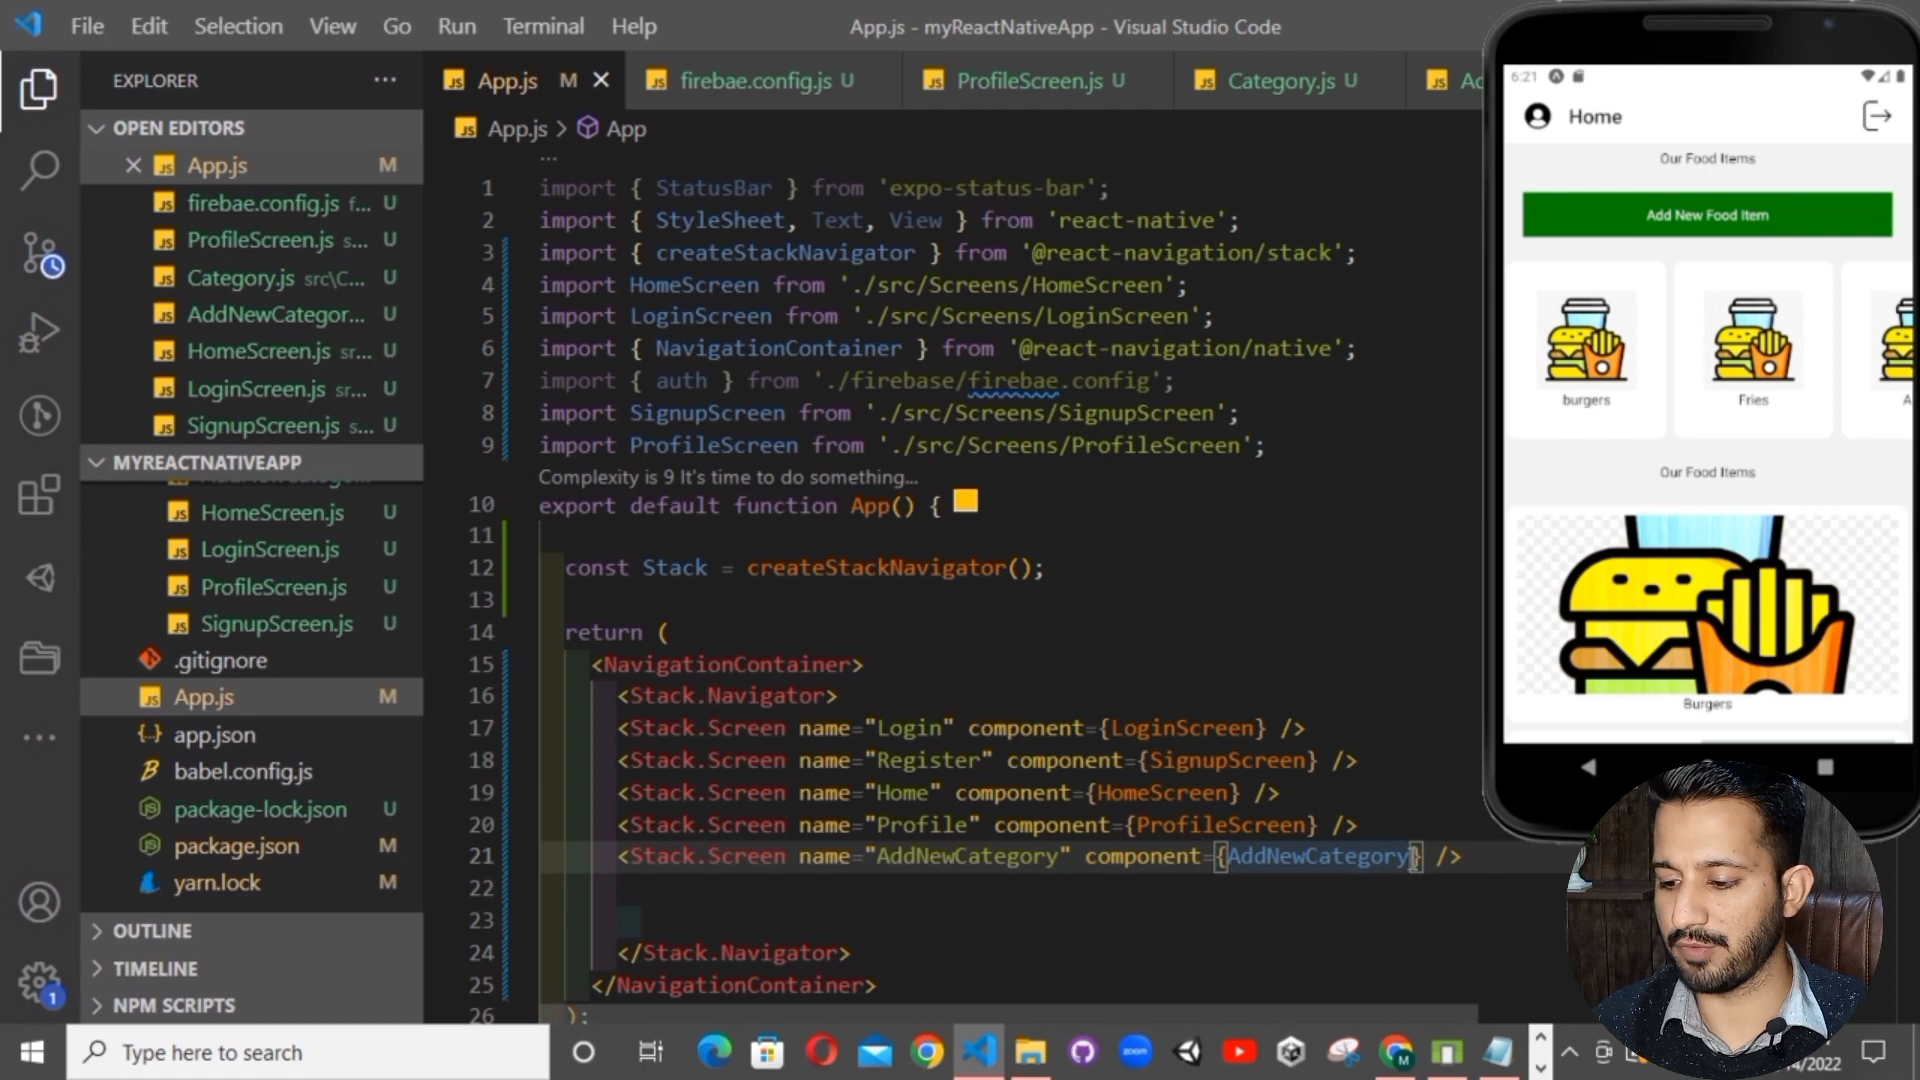 File Edit Selection View Go Run Terminal Help
App.js - myReactNativeApp - Visual Studio Code
EXPLORER
OPEN EDITORS
App.js M
firebae.config.js f... U
ProfileScreen.js s... U
Category.js src\C... U
AddNewCategor... U
HomeScreen.js sr... U
LoginScreen.js sr... U
SignupScreen.js s... U
MYREACTNATIVEAPP
HomeScreen.js U
LoginScreen.js U
ProfileScreen.js U
SignupScreen.js U
.gitignore
App.js M
app.json
babel.config.js
package-lock.json U
package.json M
yarn.lock M
OUTLINE
TIMELINE
NPM SCRIPTS
1
App.js M
firebae.config.js U
ProfileScreen.js U
Category.js U
App.js > App
1 import { StatusBar } from 'expo-status-bar';
2 import { StyleSheet, Text, View } from 'react-native';
3 import { createStackNavigator } from '@react-navigation/stack';
4 import HomeScreen from './src/Screens/HomeScreen';
5 import LoginScreen from './src/Screens/LoginScreen';
6 import { NavigationContainer } from '@react-navigation/native';
7 import { auth } from './firebase/firebae.config';
8 import SignupScreen from './src/Screens/SignupScreen';
9 import ProfileScreen from './src/Screens/ProfileScreen';
Complexity is 9 It's time to do something...
10 export default function App() {
11
12 const Stack = createStackNavigator();
13
14 return (
15 <NavigationContainer>
16 <Stack.Navigator>
17 <Stack.Screen name="Login" component={LoginScreen} />
18 <Stack.Screen name="Register" component={SignupScreen} />
19 <Stack.Screen name="Home" component={HomeScreen} />
20 <Stack.Screen name="Profile" component={ProfileScreen} />
21 <Stack.Screen name="AddNewCategory" component={AddNewCategory} />
22
23
24 </Stack.Navigator>
25 </NavigationContainer>
26 );
6:21
Home
Our Food Items
Add New Food Item
burgers
Fries
Our Food Items
Burgers
Type here to search
zoom
M
4/2022